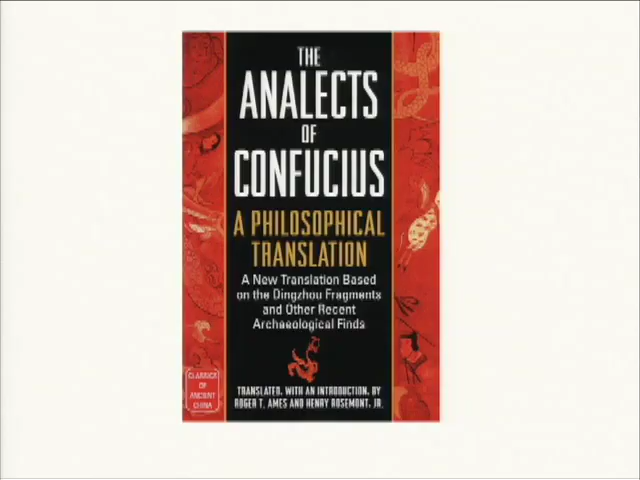 THE
ANALECTS
OF
CONFUCIUS
A PHILOSOPHICAL
TRANSLATION
A New Translation Based
on the Dingzhou Fragments
and Other Recent
Archaeological Finds
CLASSICS
OF
ANCIENT
CHINA
TRANSLATED, WITH AN INTRODUCTION, BY
ROGER T. AMES AND HENRY ROSEMONT, JR.